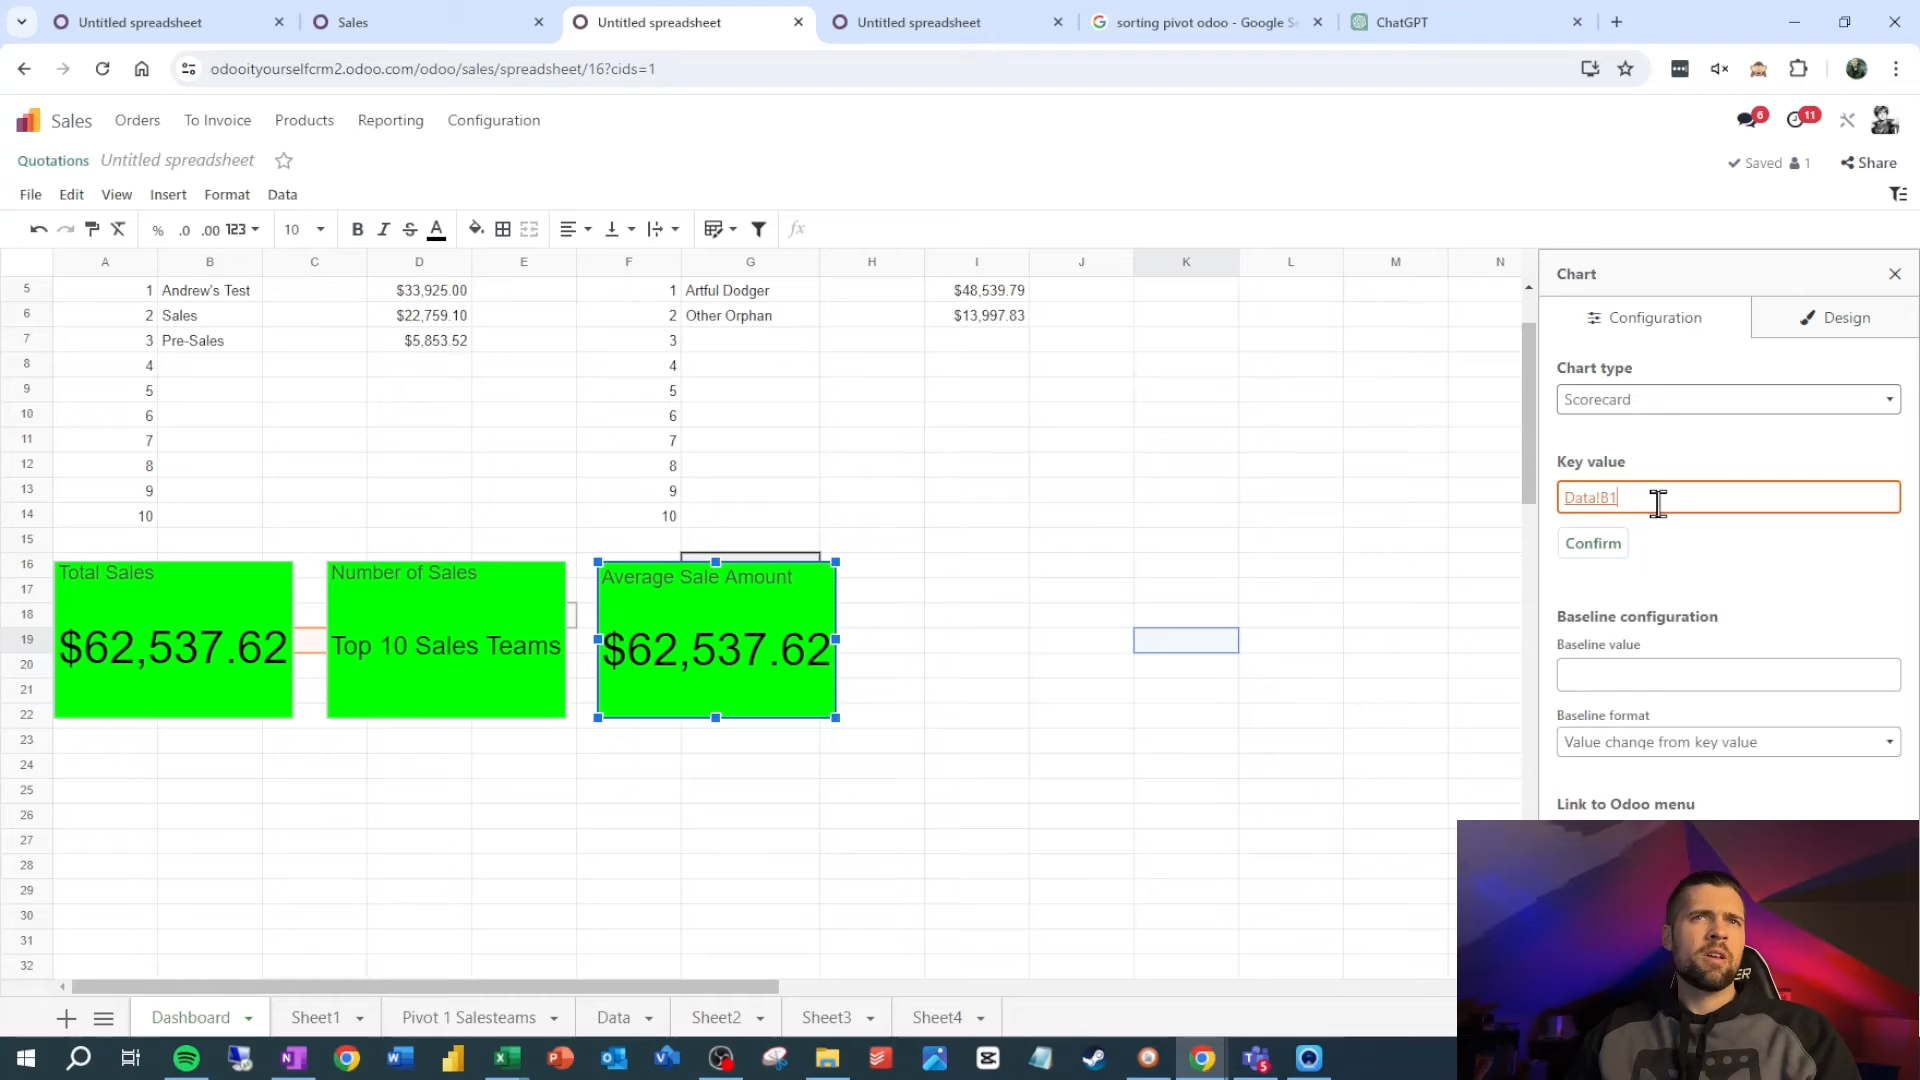 Untitled spreadsheet
Sales
Untitled spreadsheet
Untitled spreadsheet
sorting pivot odoo - Google Se
ChatGPT
odooityourselfcrm2.odoo.com/odoo/sales/spreadsheet/16?cids=1
Sales Orders To Invoice Products Reporting Configuration
6 11
Quotations Untitled spreadsheet
Saved 1 Share
File Edit View Insert Format Data
% .0 .00 123 10 B I S A fx
A B C D E F G H I J K L M N
5 1 Andrew's Test $33,925.00 1 Artful Dodger $48,539.79
6 2 Sales $22,759.10 2 Other Orphan $13,997.83
7 3 Pre-Sales $5,853.52 3
8 4 4
9 5 5
10 6 6
11 7 7
12 8 8
13 9 9
14 10 10
15
16
17
18
19
20
21
22
23
24
25
26
27
28
29
30
31
32
Total Sales
$62,537.62
Number of Sales
Top 10 Sales Teams
Average Sale Amount
$62,537.62
Chart
Configuration Design
Chart type
Scorecard
Key value
Data!B1
Confirm
Baseline configuration
Baseline value
Baseline format
Value change from key value
Link to Odoo menu
Dashboard Sheet1 Pivot 1 Salesteams Data Sheet2 Sheet3 Sheet4